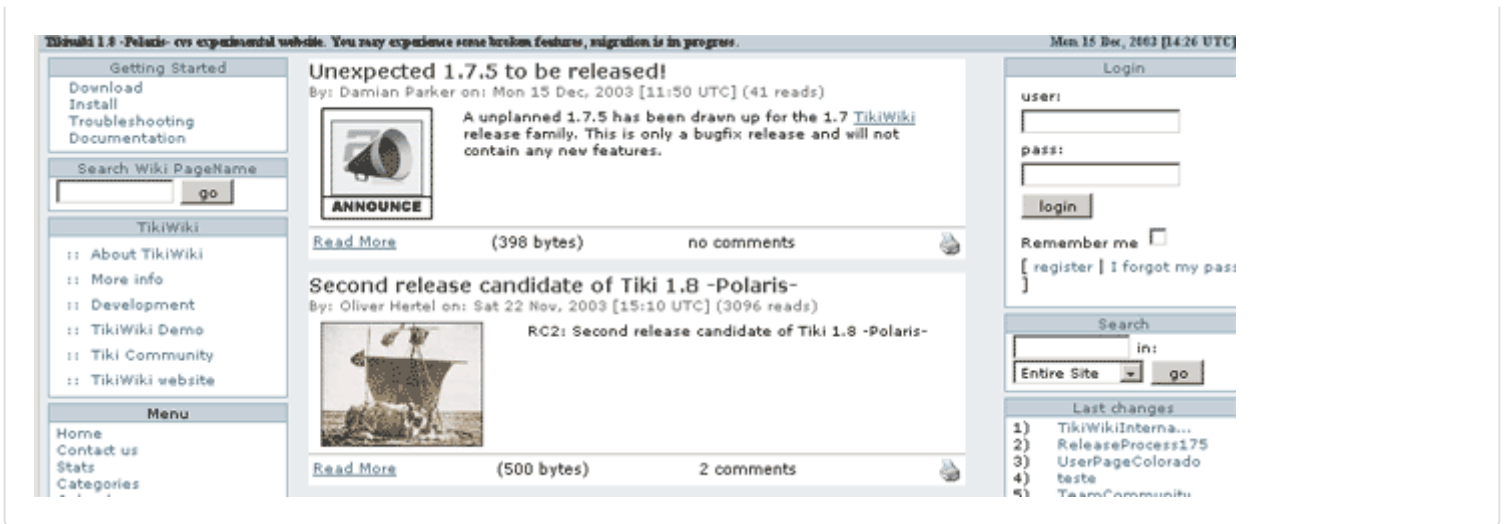 Tikiwiki 1.8 -Polaris- cvs experimental website. You may experience some broken features, migration is in progress.
Mon 15 Dec, 2003 [14:26 UTC]
Getting Started
Download
Install
Troubleshooting
Documentation
Search Wiki PageName
go
TikiWiki
:: About TikiWiki
:: More info
:: Development
:: TikiWiki Demo
:: Tiki Community
:: TikiWiki website
Menu
Home
Contact us
Stats
Categories
Unexpected 1.7.5 to be released!
By: Damian Parker on: Mon 15 Dec, 2003 [11:50 UTC] (41 reads)
ANNOUNCE
A unplanned 1.7.5 has been drawn up for the 1.7 TikiWiki
release family. This is only a bugfix release and will not
contain any new features.
Read More (398 bytes) no comments
Second release candidate of Tiki 1.8 -Polaris-
By: Oliver Hertel on: Sat 22 Nov, 2003 [15:10 UTC] (3096 reads)
RC2: Second release candidate of Tiki 1.8 -Polaris-
Read More (500 bytes) 2 comments
Login
user:
pass:
login
Remember me
[ register | I forgot my pass
]
Search
in:
Entire Site go
Last changes
1) TikiWikiInterna...
2) ReleaseProcess175
3) UserPageColorado
4) teste
5) TeamCommunity